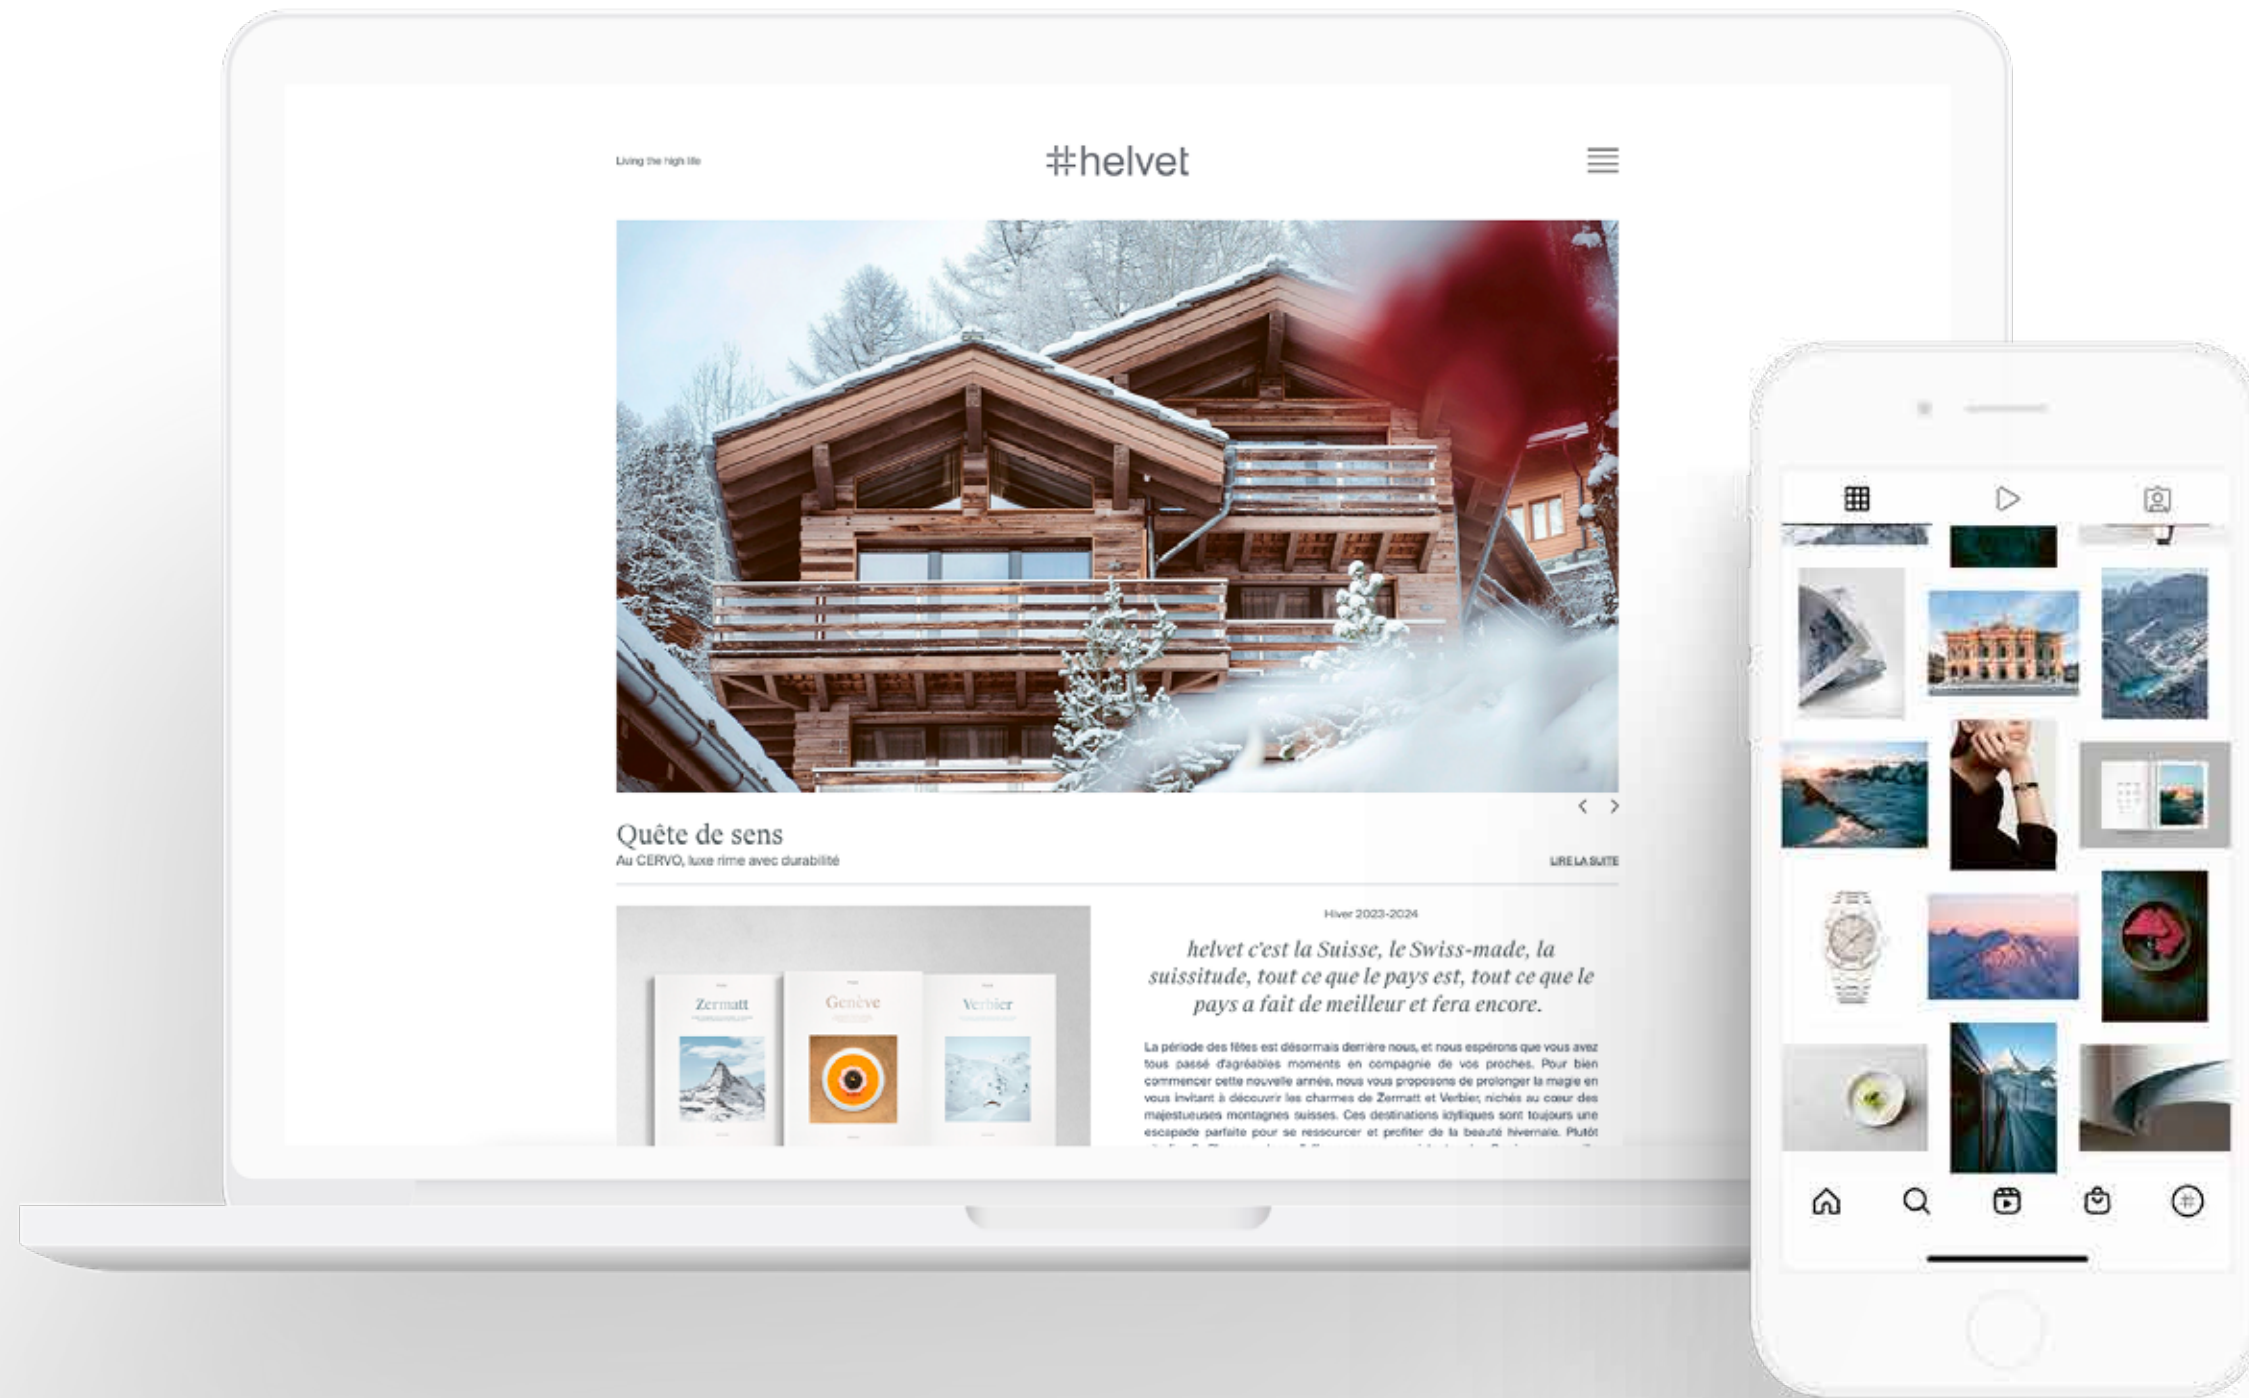 Living the high life
#helvet
Quête de sens
Au CERVO, luxe rime avec durabilité
LIRE LA SUITE
Zermatt
Genève
Verbier
Hiver 2023-2024
helvet c'est la Suisse, le Swiss-made, la
suissitude, tout ce que le pays est, tout ce que le
pays a fait de meilleur et fera encore.
La période des fêtes est désormais derrière nous, et nous espérons que vous avez
tous passé d'agréables moments en compagnie de vos proches. Pour bien
commencer cette nouvelle année, nous vous proposons de prolonger la magie en
vous invitant à découvrir les charmes de Zermatt et Verbier, nichés au cœur des
majestueuses montagnes suisses. Ces destinations idylliques sont toujours une
escapade parfaite pour se ressourcer et profiter de la beauté hivernale. Plutôt